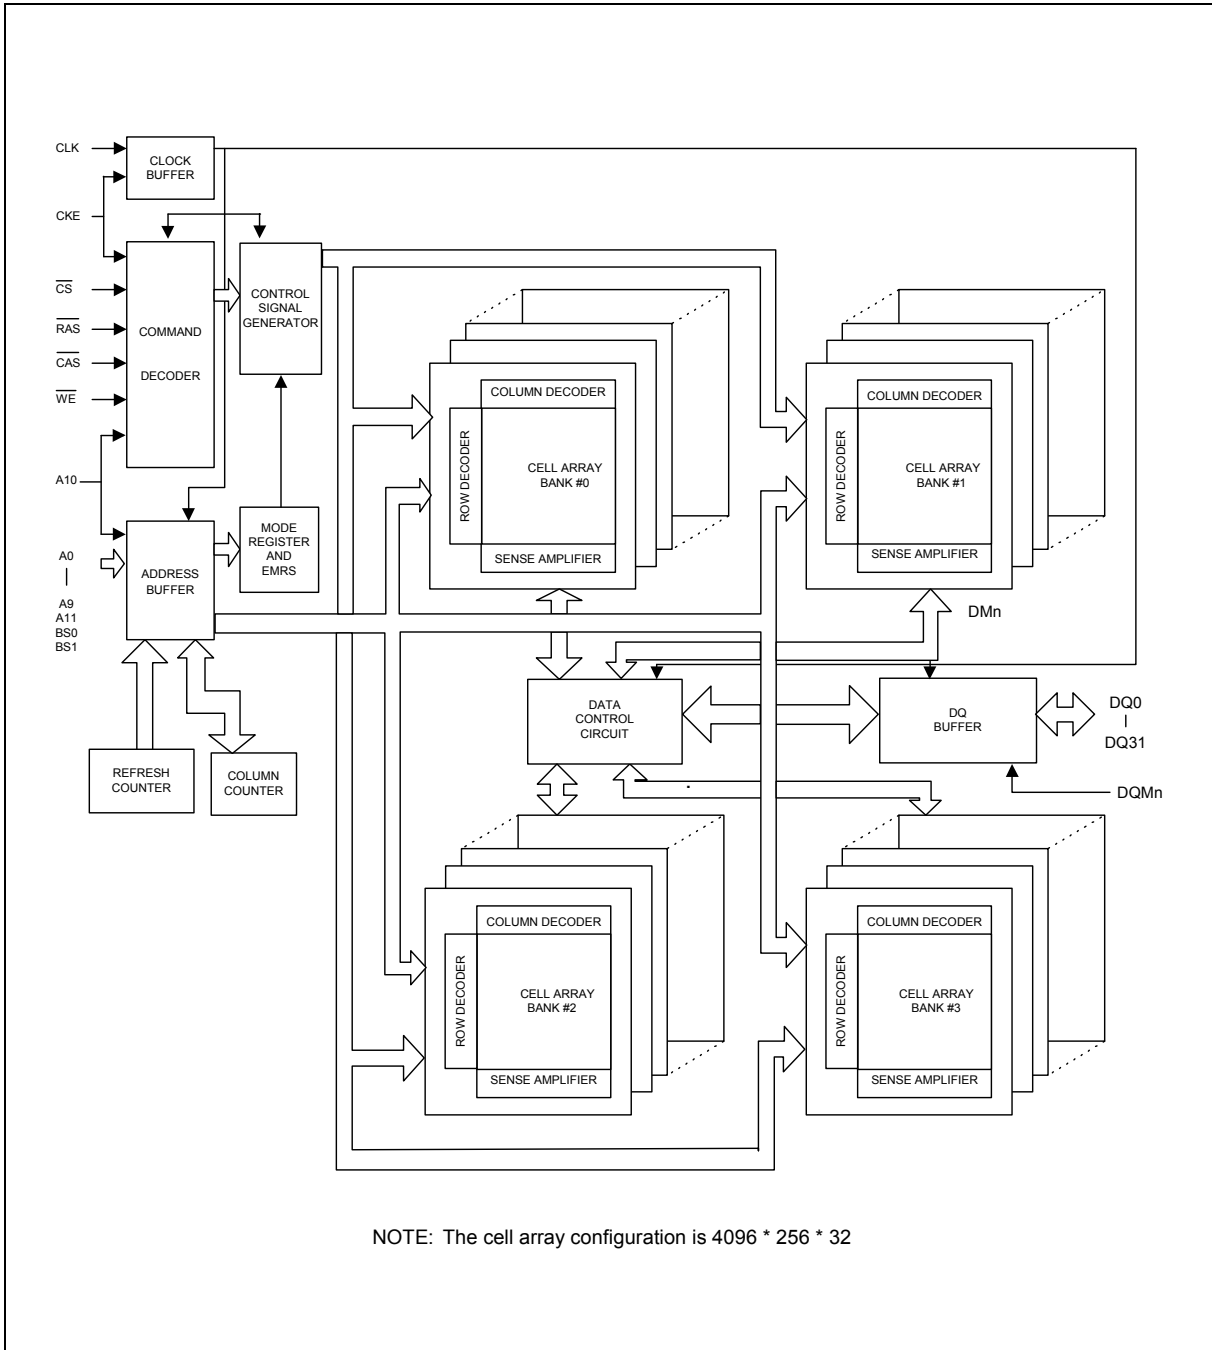 CLK
CLOCK
BUFFER
CKE
CS
RAS
CAS
WE
COMMAND
DECODER
CONTROL
SIGNAL
GENERATOR
A10
A0
A9
A11
BS0
BS1
ADDRESS
BUFFER
MODE
REGISTER
AND
EMRS
REFRESH
COUNTER
COLUMN
COUNTER
COLUMN DECODER
ROW DECODER
CELL ARRAY
BANK #0
SENSE AMPLIFIER
COLUMN DECODER
ROW DECODER
CELL ARRAY
BANK #1
SENSE AMPLIFIER
DMn
DATA
CONTROL
CIRCUIT
DQ
BUFFER
DQ0
DQ31
DQMn
COLUMN DECODER
ROW DECODER
CELL ARRAY
BANK #2
SENSE AMPLIFIER
COLUMN DECODER
ROW DECODER
CELL ARRAY
BANK #3
SENSE AMPLIFIER
NOTE: The cell array configuration is 4096 * 256 * 32